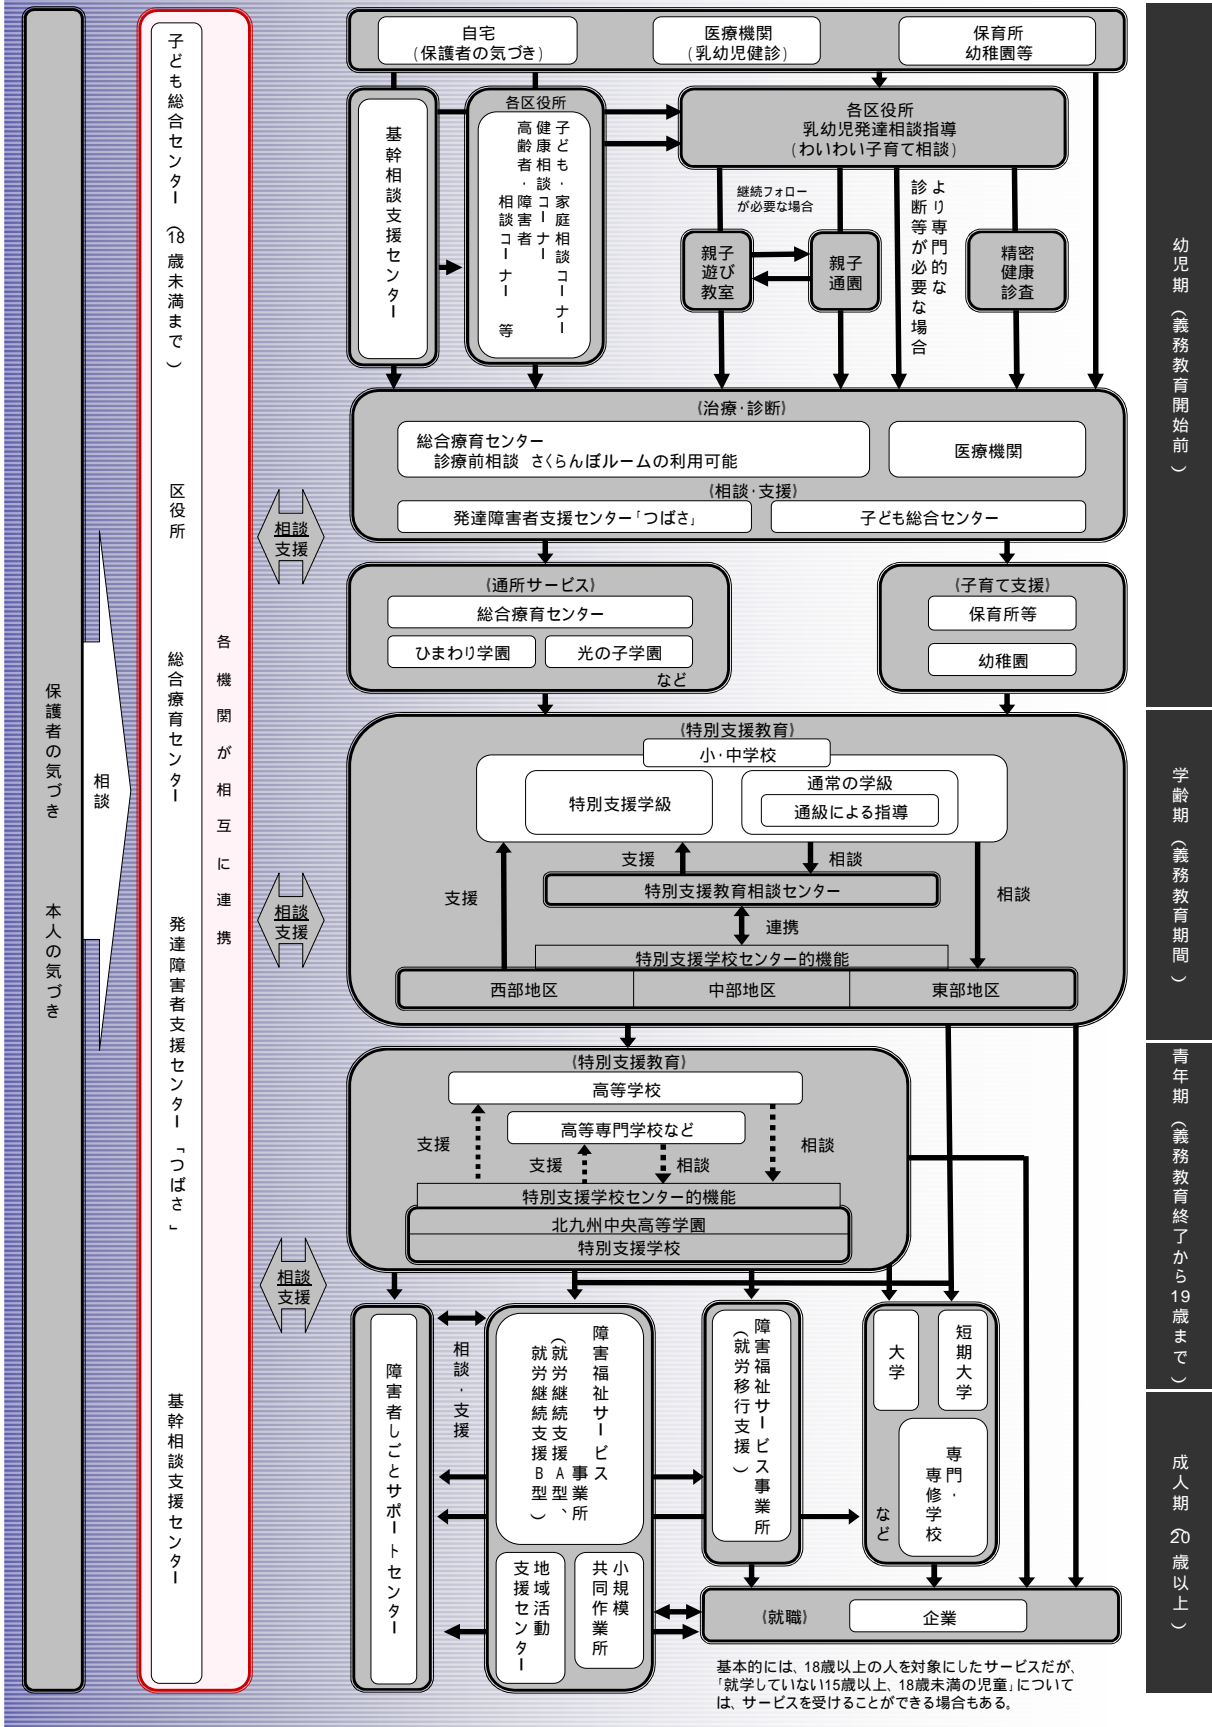 保護者の気づき
本人の気づき
相談
子ども総合センター（18歳未満まで）
区役所
総合療育センター
発達障害者支援センター「つばさ」
基幹相談支援センター
各機関が相互に連携
相談
支援
相談
支援
相談
支援
自宅
(保護者の気づき)
医療機関
(乳幼児健診)
保育所
幼稚園等
基幹相談支援センター
各区役所
子ども・家庭相談コーナー
健康相談コーナー
高齢者・障害者
相談コーナー 等
各区役所
乳幼児発達相談指導
(わいわい子育て相談)
継続フォロー
が必要な場合
より専門的な
診断等が必要な場合
親子
遊び
教室
親子
通園
精密
健康
診査
(治療・診断)
総合療育センター
診療前相談 さくらんぼルームの利用可能
医療機関
(相談・支援)
発達障害者支援センター「つばさ」
子ども総合センター
(通所サービス)
総合療育センター
ひまわり学園
光の子学園
など
(子育て支援)
保育所等
幼稚園
(特別支援教育)
小・中学校
特別支援学級
通常の学級
通級による指導
支援
支援
相談
相談
特別支援教育相談センター
連携
特別支援学校センター的機能
西部地区
中部地区
東部地区
(特別支援教育)
高等学校
高等専門学校など
支援
支援
相談
相談
特別支援学校センター的機能
北九州中央高等学園
特別支援学校
障害者しごとサポートセンター
相談・支援
障害福祉サービス
事業所
(就労継続支援A型、
就労継続支援B型)
地域活動
支援センター
小規模
共同作業所
障害福祉サービス事業所
(就労移行支援)
大学
短期大学
専門・
専修学校
など
(就職)
企業
基本的には、18歳以上の人を対象にしたサービスだが、
「就学していない15歳以上、18歳未満の児童」について
は、サービスを受けることができる場合もある。
幼児期（義務教育開始前）
学齢期（義務教育期間）
青年期（義務教育終了から19歳まで）
成人期（20歳以上）